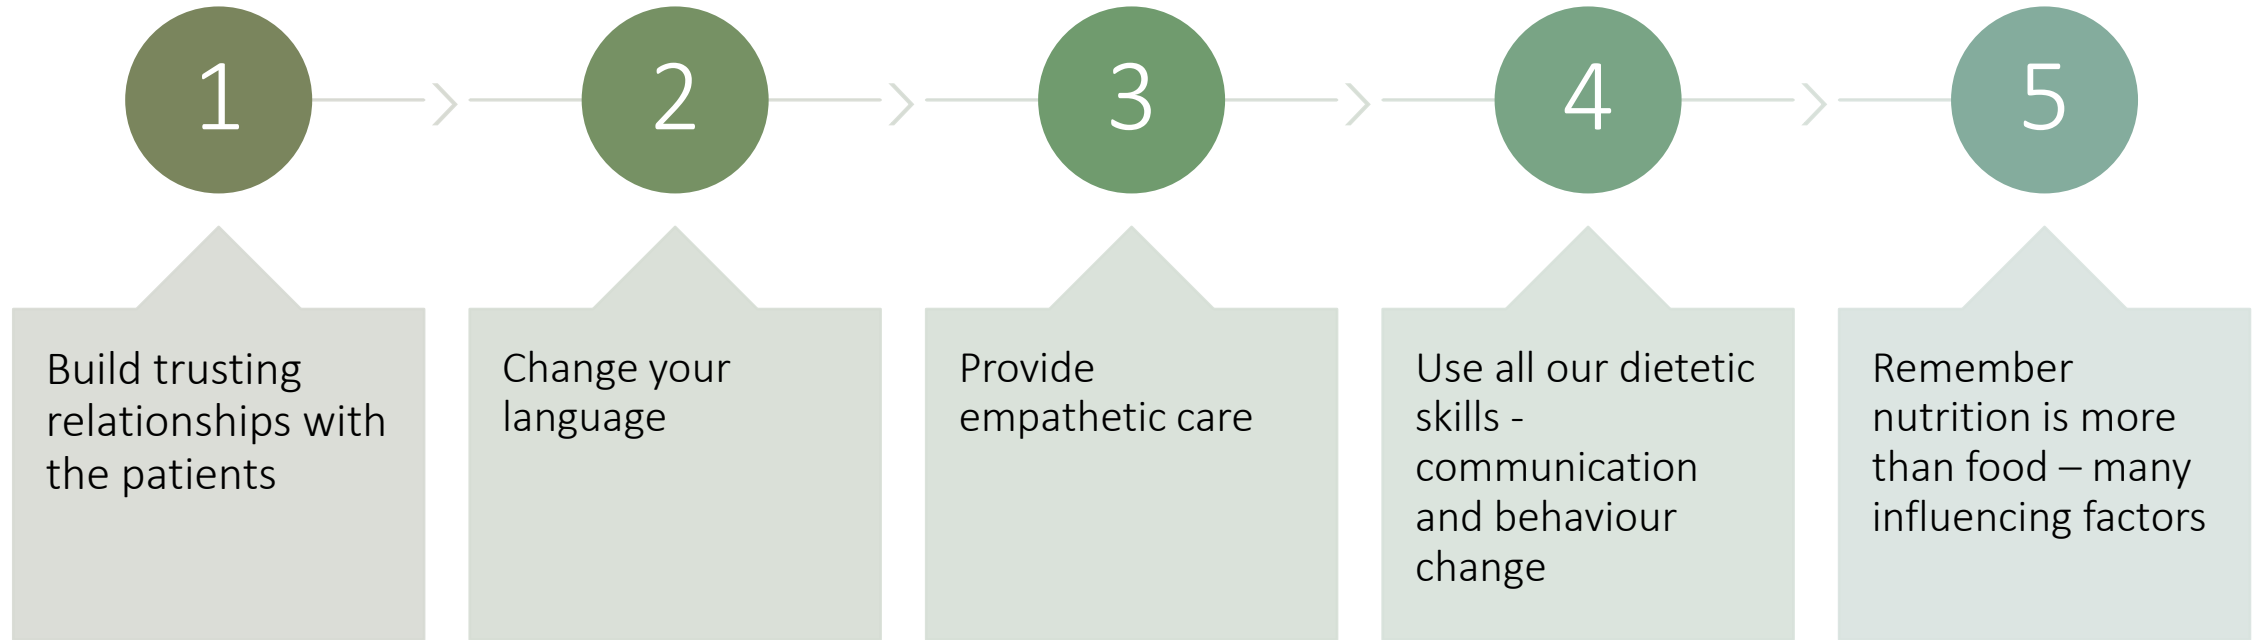 1
2
3
4
5
Build trusting
relationships with
the patients
Change your
language
Provide
empathetic care
Use all our dietetic
skills -
communication
and behaviour
change
Remember
nutrition is more
than food – many
influencing factors